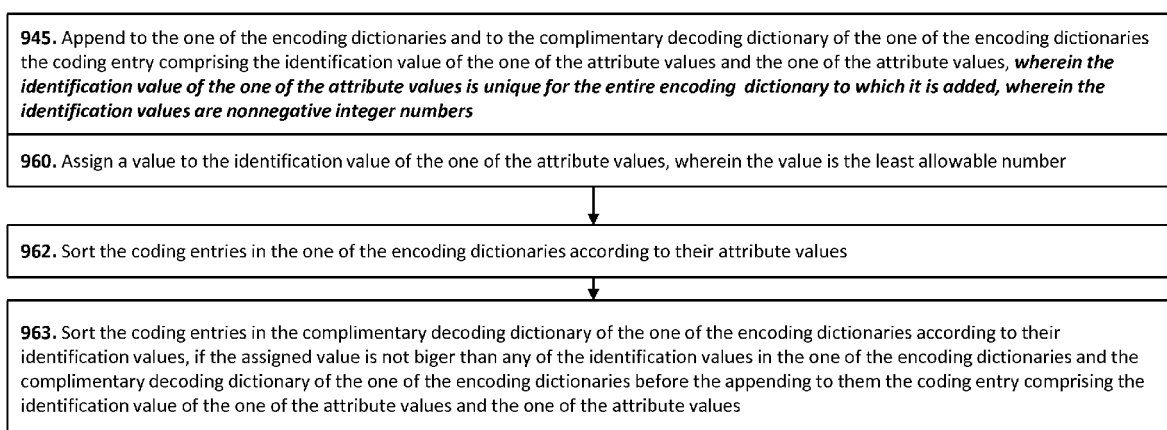 945. Append to the one of the encoding dictionaries and to the complimentary decoding dictionary of the one of the encoding dictionaries
the coding entry comprising the identification value of the one of the attribute values and the one of the attribute values, wherein the
identification value of the one of the attribute values is unique for the entire encoding dictionary to which it is added, wherein the
identification values are nonnegative integer numbers
960. Assign a value to the identification value of the one of the attribute values, wherein the value is the least allowable number
962. Sort the coding entries in the one of the encoding dictionaries according to their attribute values
963. Sort the coding entries in the complimentary decoding dictionary of the one of the encoding dictionaries according to their
identification values, if the assigned value is not biger than any of the identification values in the one of the encoding dictionaries and the
complimentary decoding dictionary of the one of the encoding dictionaries before the appending to them the coding entry comprising the
identification value of the one of the attribute values and the one of the attribute values